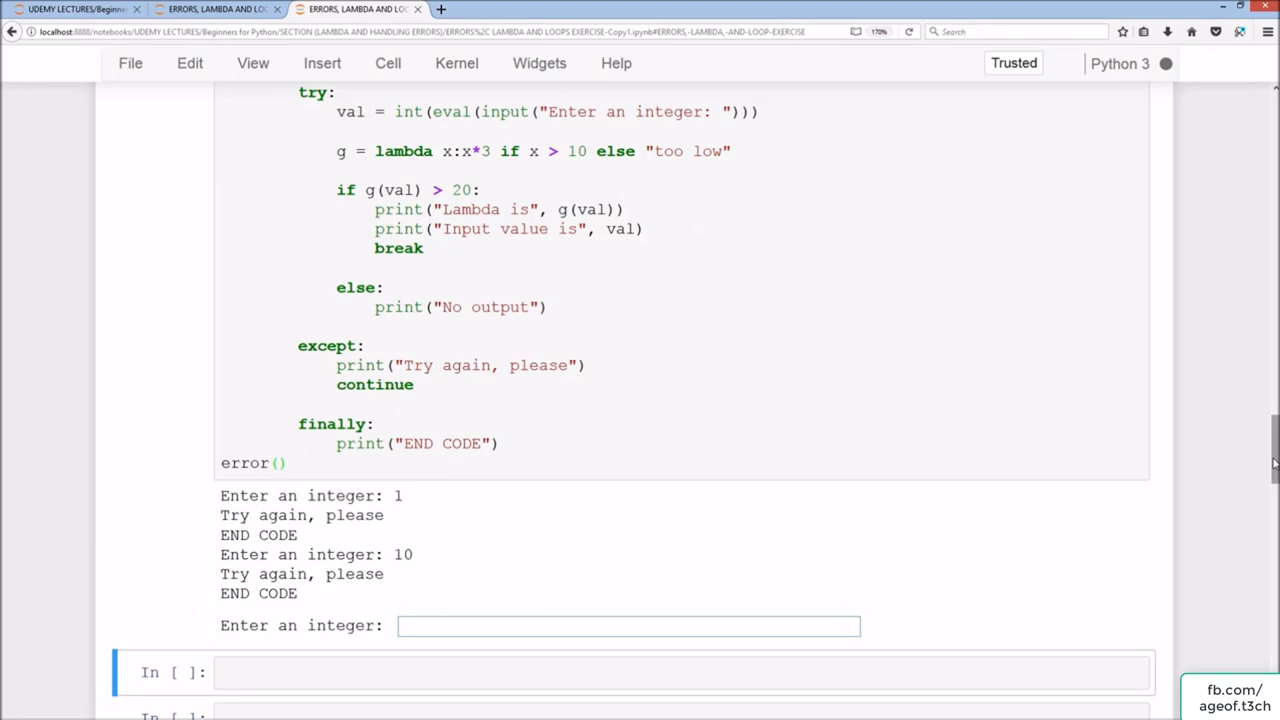 UDEMY LECTURES/Beginner
ERRORS, LAMBDA AND LOO
ERRORS, LAMBDA AND LOO
localhost:8888/notebooks/UDEMY LECTURES/Beginners for Python/SECTION (LAMBDA AND HANDLING ERRORS)/ERRORS%2C LAMBDA AND LOOPS EXERCISE-Copy1.ipynb#ERRORS,-LAMBDA,-AND-LOOP-EXERCISE
170%
Search
File Edit View Insert Cell Kernel Widgets Help
Trusted
Python 3
try:
val = int(eval(input("Enter an integer: ")))
g = lambda x:x*3 if x > 10 else "too low"
if g(val) > 20:
print("Lambda is", g(val))
print("Input value is", val)
break
else:
print("No output")
except:
print("Try again, please")
continue
finally:
print("END CODE")
error()
Enter an integer: 1
Try again, please
END CODE
Enter an integer: 10
Try again, please
END CODE
Enter an integer:
In [ ]:
In [ ]:
fb.com/
ageof.t3ch